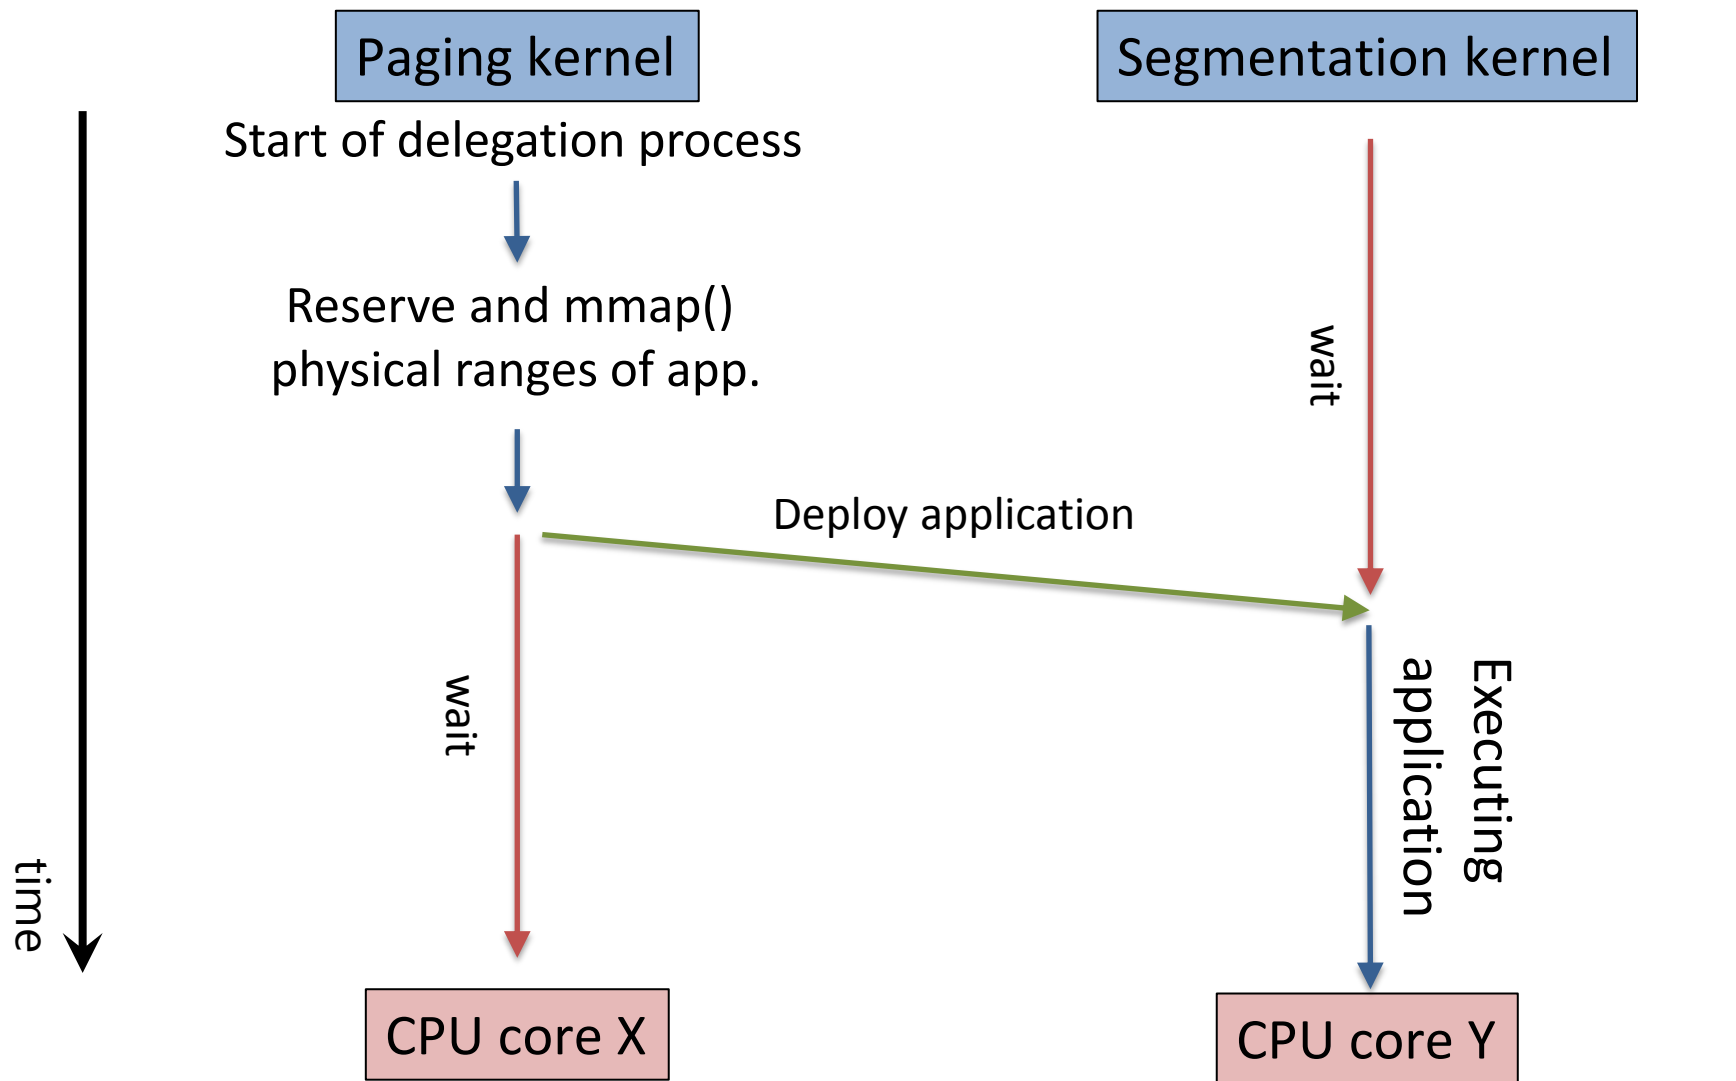 Paging kernel
Segmentation kernel
Start of delegation process
Reserve and mmap()
physical ranges of app.
wait
Deploy application
wait
Executing
application
time
CPU core X
CPU core Y